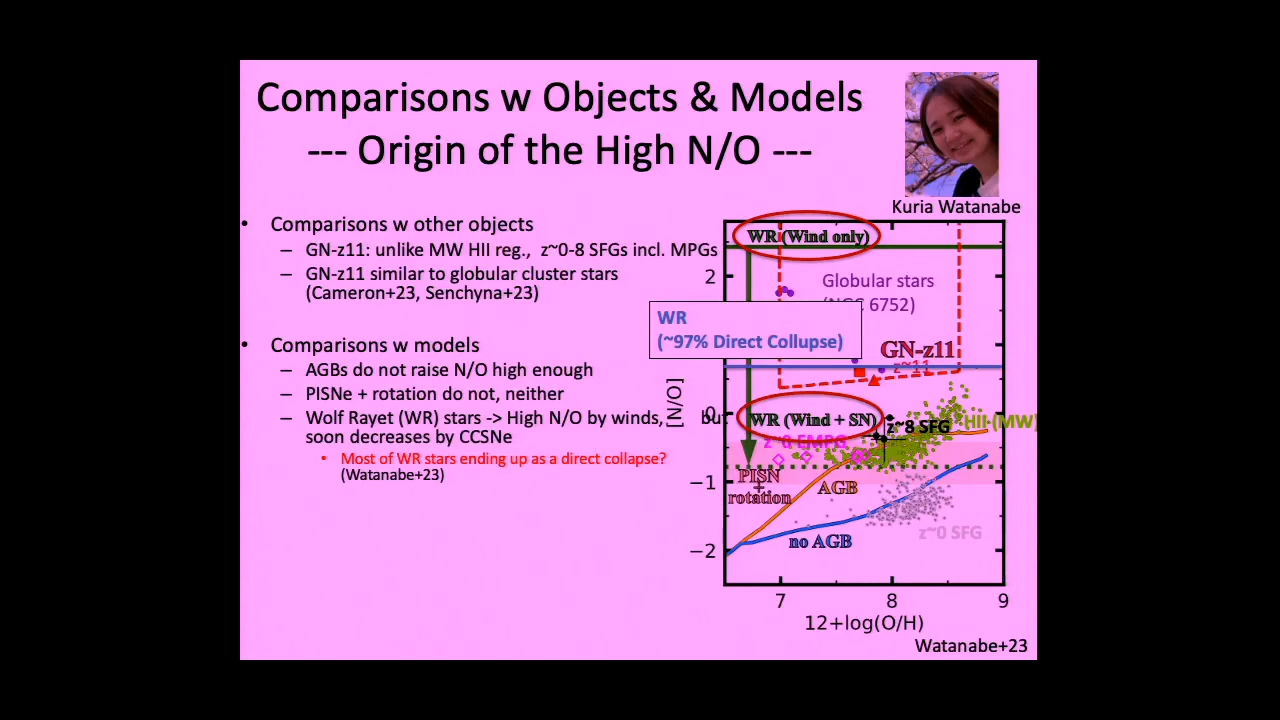 Comparisons w Objects & Models
--- Origin of the High N/O ---
Kuria Watanabe
• Comparisons w other objects
– GN-z11: unlike MW HII reg., z~0-8 SFGs incl. MPGs
– GN-z11 similar to globular cluster stars
(Cameron+23, Senchyna+23)
• Comparisons w models
– AGBs do not raise N/O high enough
– PISNe + rotation do not, neither
– Wolf Rayet (WR) stars -> High N/O by winds, but
soon decreases by CCSNe
• Most of WR stars ending up as a direct collapse?
(Watanabe+23)
WR (Wind only)
2
Globular stars
(NGC 6752)
WR
(~97% Direct Collupse)
GN-z11
z~11
[N/O]
0
WR (Wind + SN)
z~8 SFG
HII (MW)
z~0 EMPG
−1
PISN
rotation
AGB
no AGB
z~0 SFG
−2
7
8
9
12+log(O/H)
Watanabe+23